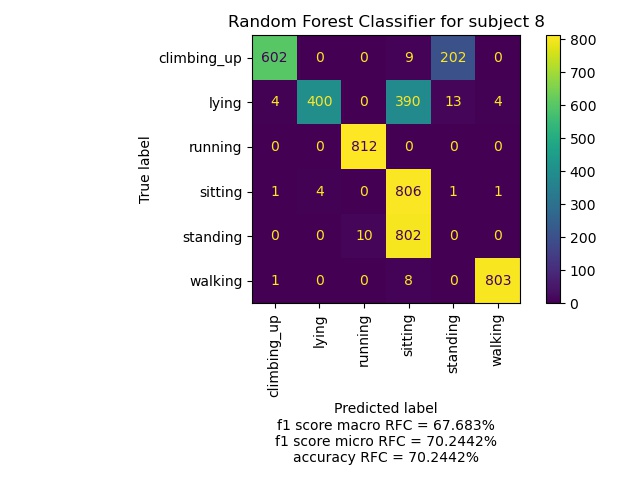 Random Forest Classifier for subject 8
True label
climbing_up 602 0 0 9 202 0
lying 4 400 0 390 13 4
running 0 0 812 0 0 0
sitting 1 4 0 806 1 1
standing 0 0 10 802 0 0
walking 1 0 0 8 0 803
climbing_up lying running sitting standing walking
Predicted label
f1 score macro RFC = 67.683%
f1 score micro RFC = 70.2442%
accuracy RFC = 70.2442%
800
700
600
500
400
300
200
100
0